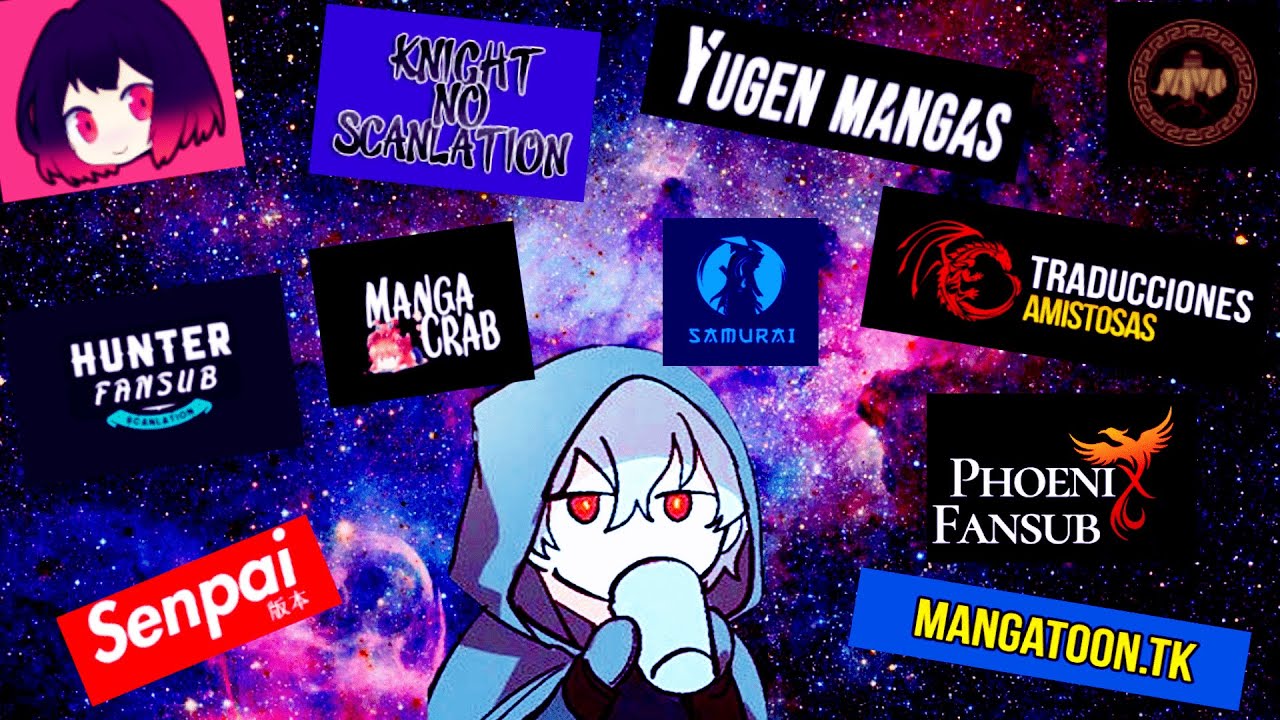 KNIGHT
NO
SCANLATION
YUGEN MANGAS
MANGA
CRAB
SAMURAI
TRADUCCIONES
AMISTOSAS
HUNTER
FANSUB
SCANLATION
PHOENIX
FANSUB
Senpai
版本
MANGATOON.TK